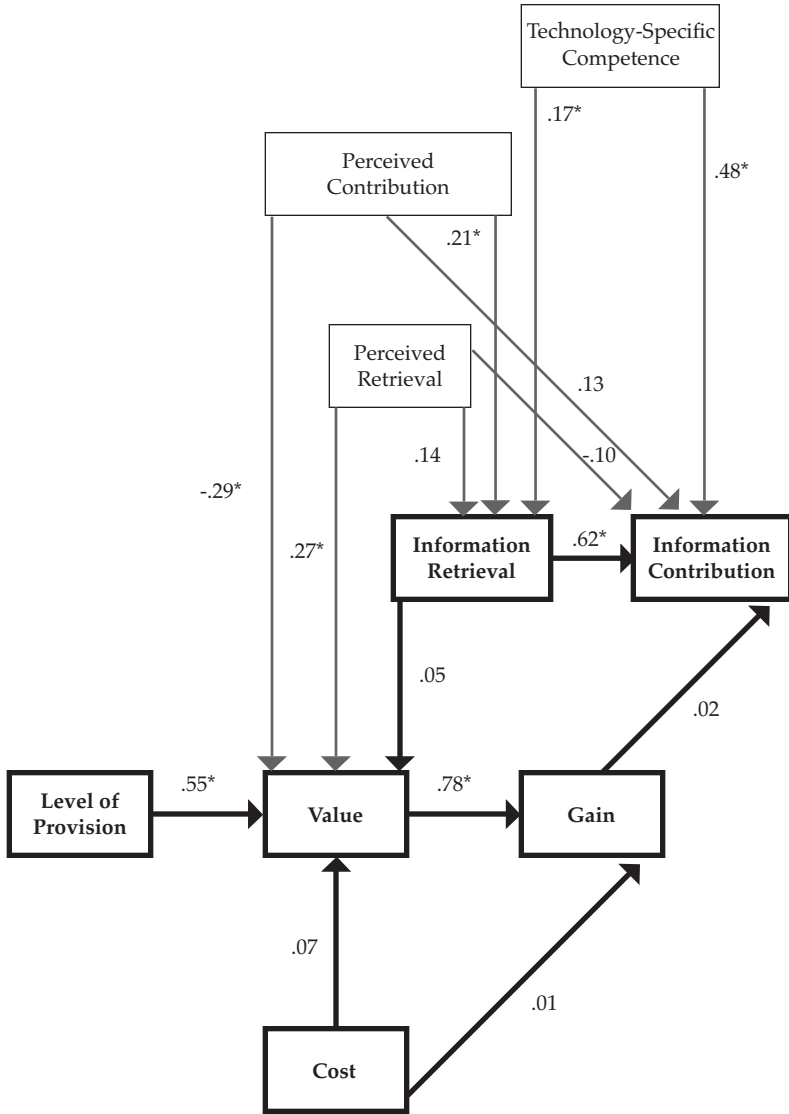 Technology-Specific
Competence
.17*
Perceived
Contribution
.48*
.21*
Perceived
Retrieval
.13
.14
-.10
-.29*
.27*
Information
Retrieval
.62*
Information
Contribution
.05
.02
Level of
Provision
.55*
Value
.78*
Gain
.07
.01
Cost